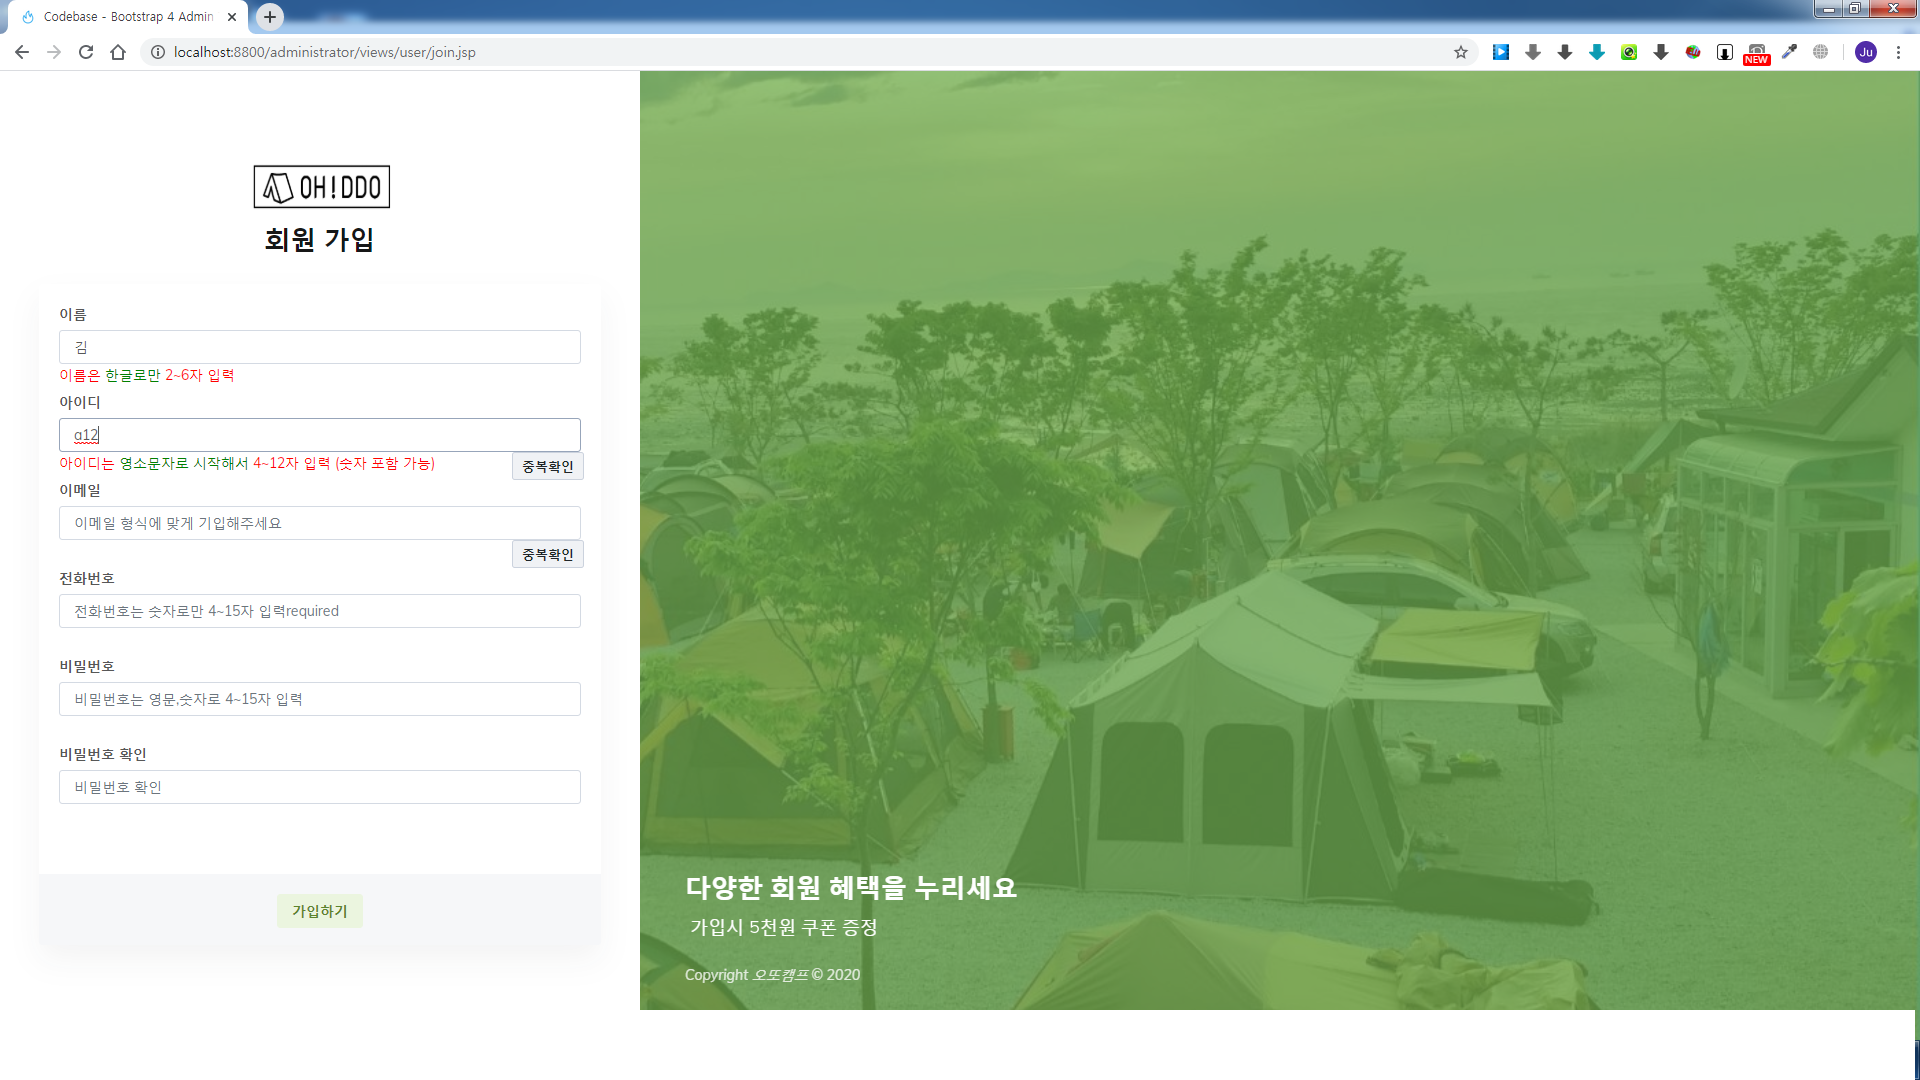 Codebase - Bootstrap 4 Admin
localhost:8800/administrator/views/user/join.jsp
NEW
Ju
OH!DDO
회원 가입
이름
김
이름은 한글로만 2~6자 입력
아이디
a12
아이디는 영소문자로 시작해서 4~12자 입력 (숫자 포함 가능)
중복확인
이메일
이메일 형식에 맞게 기입해주세요
중복확인
전화번호
전화번호는 숫자로만 4~15자 입력required
비밀번호
비밀번호는 영문,숫자로 4~15자 입력
비밀번호 확인
비밀번호 확인
가입하기
다양한 회원 혜택을 누리세요
가입시 5천원 쿠폰 증정
Copyright 오또캠프 © 2020